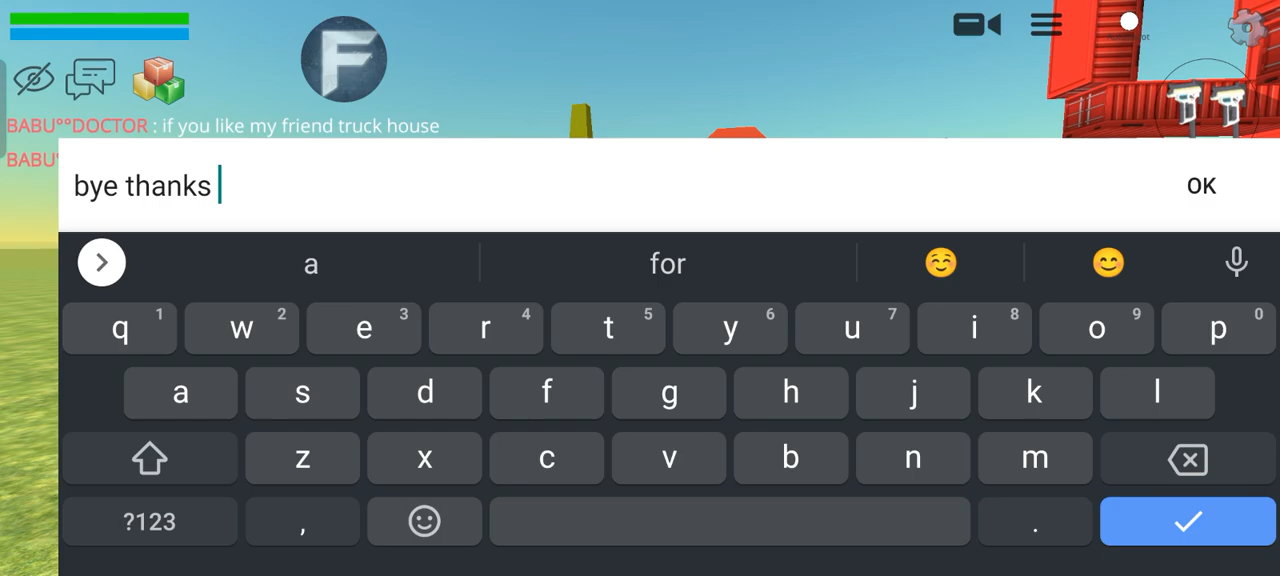 F
BABU°°DOCTOR : if you like my friend truck house
BABU
bye thanks
OK
a for
q 1 w 2 e 3 r 4 t 5 y 6 u 7 i 8 o 9 p 0
a s d f g h j k l
z x c v b n m
?123 , .